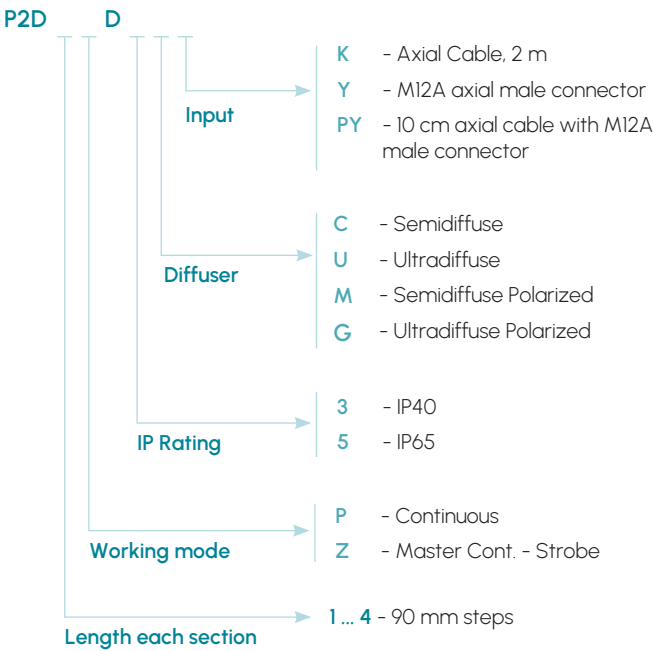 P2D _ _ D _ _ _
K - Axial Cable, 2 m
Y - M12A axial male connector
Input
PY - 10 cm axial cable with M12A
male connector
C - Semidiffuse
U - Ultradiffuse
Diffuser
M - Semidiffuse Polarized
G - Ultradiffuse Polarized
3 - IP40
IP Rating
5 - IP65
P - Continuous
Working mode
Z - Master Cont. - Strobe
1 ... 4 - 90 mm steps
Length each section